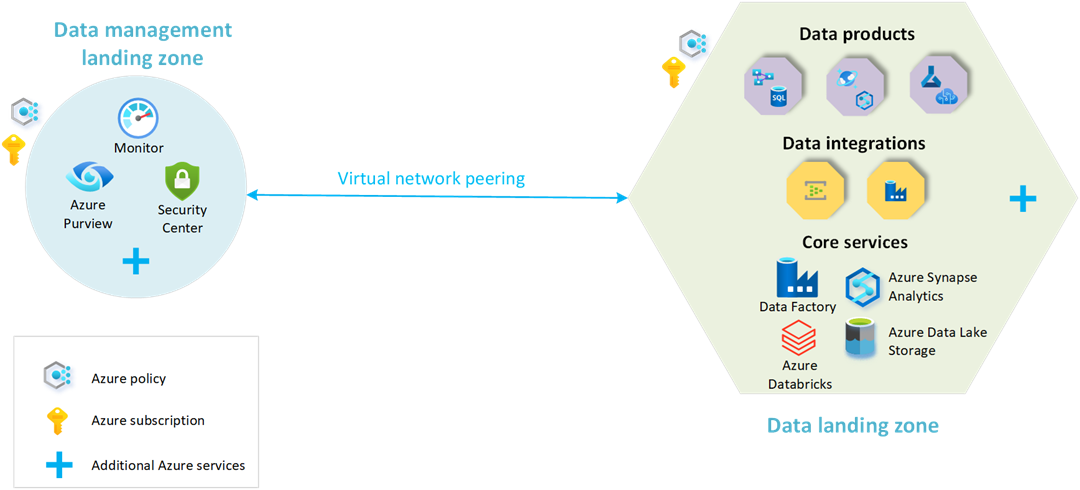 Data management
landing zone
Monitor
Azure
Purview
Security
Center
Virtual network peering
Data products
SQL
Data integrations
Core services
Data Factory
Azure Synapse
Analytics
Azure
Databricks
Azure Data Lake
Storage
Data landing zone
Azure policy
Azure subscription
Additional Azure services